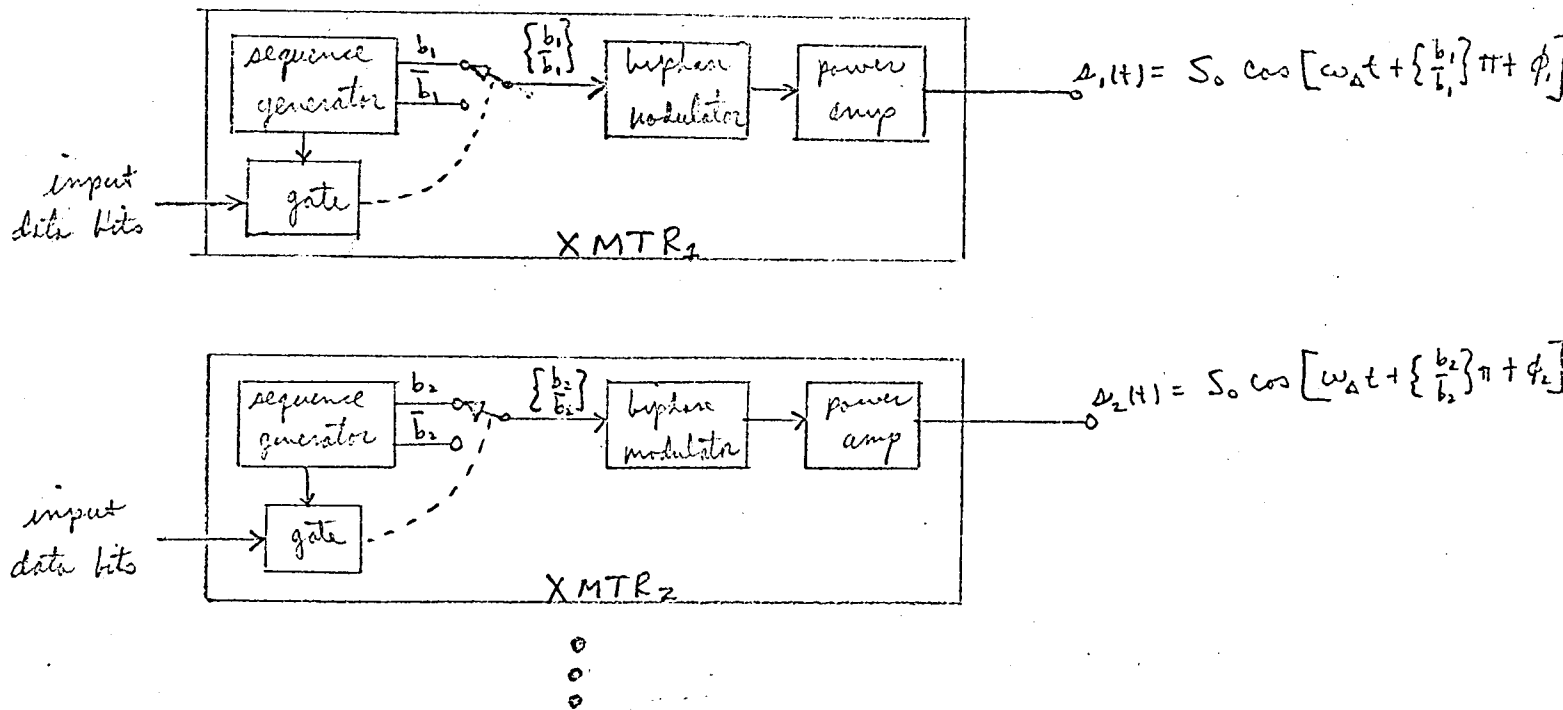 sequence generator
b₁
b̄₁
{b₁ / b̄₁}
biphase modulator
power amp
s₁(t) = S₀ cos [ω_Δ t + {b₁ / b̄₁} π + ϕ₁]
input data bits
gate
XMTR₁
sequence generator
b₂
b̄₂
{b₂ / b̄₂}
biphase modulator
power amp
s₂(t) = S₀ cos [ω_Δ t + {b₂ / b̄₂} π + ϕ₂]
input data bits
gate
XMTR₂